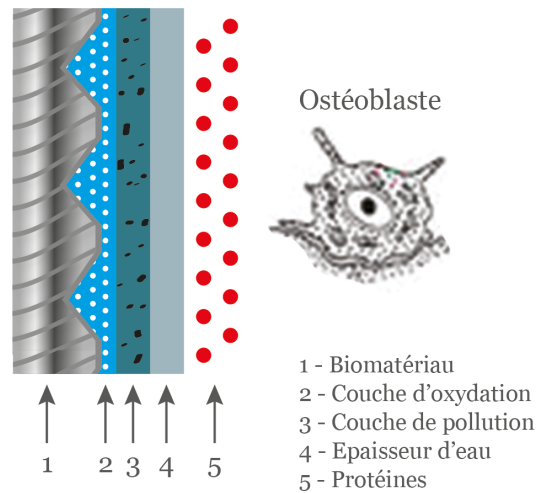 Ostéoblaste
1 - Biomatériau
2 - Couche d'oxydation
3 - Couche de pollution
4 - Epaisseur d'eau
5 - Protéines
1 2 3 4 5